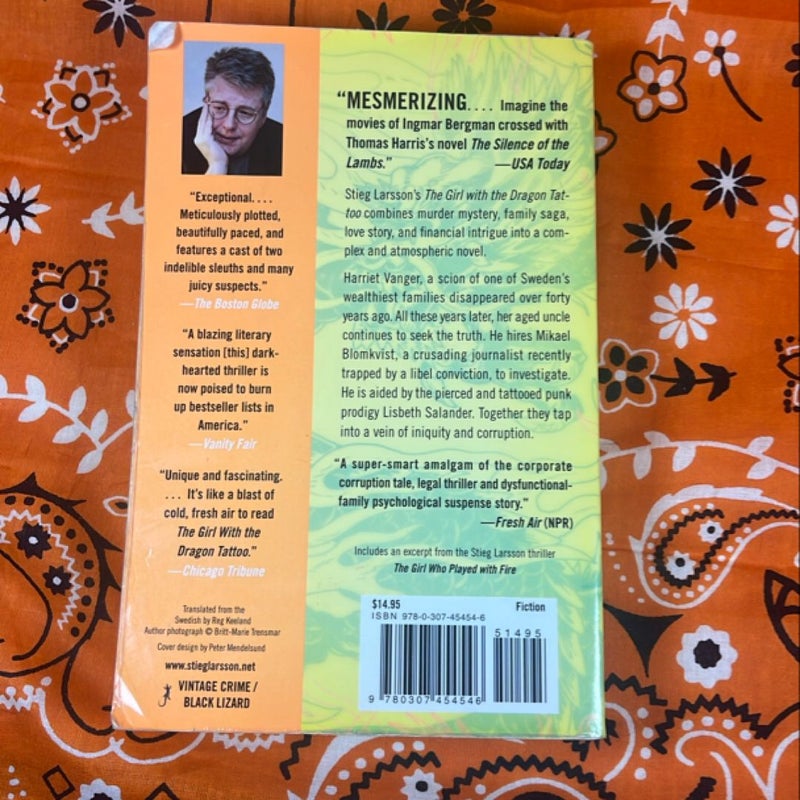 "Exceptional. . . .
Meticulously plotted,
beautifully paced, and
features a cast of two
indelible sleuths and many
juicy suspects."
—The Boston Globe
"A blazing literary
sensation [this] dark-
hearted thriller is
now poised to burn
up bestseller lists in
America."
—Vanity Fair
"Unique and fascinating.
. . . It's like a blast of
cold, fresh air to read
The Girl With the
Dragon Tattoo."
—Chicago Tribune
Translated from the
Swedish by Reg Keeland
Author photograph © Britt-Marie Trensmar
Cover design by Peter Mendelsund
www.stieglarsson.net
VINTAGE CRIME/
BLACK LIZARD
"MESMERIZING. . . . Imagine the
movies of Ingmar Bergman crossed with
Thomas Harris's novel The Silence of the
Lambs." —USA Today
Stieg Larsson's The Girl with the Dragon Tat-
too combines murder mystery, family saga,
love story, and financial intrigue into a com-
plex and atmospheric novel.
Harriet Vanger, a scion of one of Sweden's
wealthiest families disappeared over forty
years ago. All these years later, her aged uncle
continues to seek the truth. He hires Mikael
Blomkvist, a crusading journalist recently
trapped by a libel conviction, to investigate.
He is aided by the pierced and tattooed punk
prodigy Lisbeth Salander. Together they tap
into a vein of iniquity and corruption.
"A super-smart amalgam of the corporate
corruption tale, legal thriller and dysfunctional-
family psychological suspense story."
—Fresh Air (NPR)
Includes an excerpt from the Stieg Larsson thriller
The Girl Who Played with Fire
$14.95 Fiction
ISBN 978-0-307-45454-6
51495
9 780307 454546